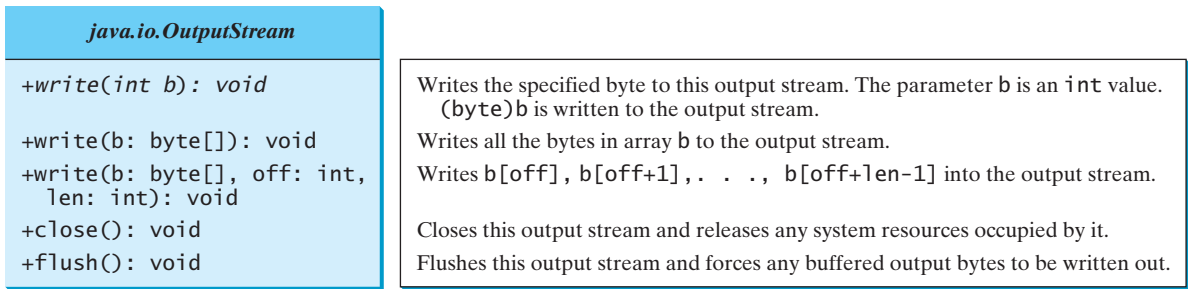 java.io.OutputStream
+write(int b): void
Writes the specified byte to this output stream. The parameter b is an int value.
(byte)b is written to the output stream.
+write(b: byte[]): void
Writes all the bytes in array b to the output stream.
+write(b: byte[], off: int,
len: int): void
Writes b[off], b[off+1],. . ., b[off+len-1] into the output stream.
+close(): void
Closes this output stream and releases any system resources occupied by it.
+flush(): void
Flushes this output stream and forces any buffered output bytes to be written out.